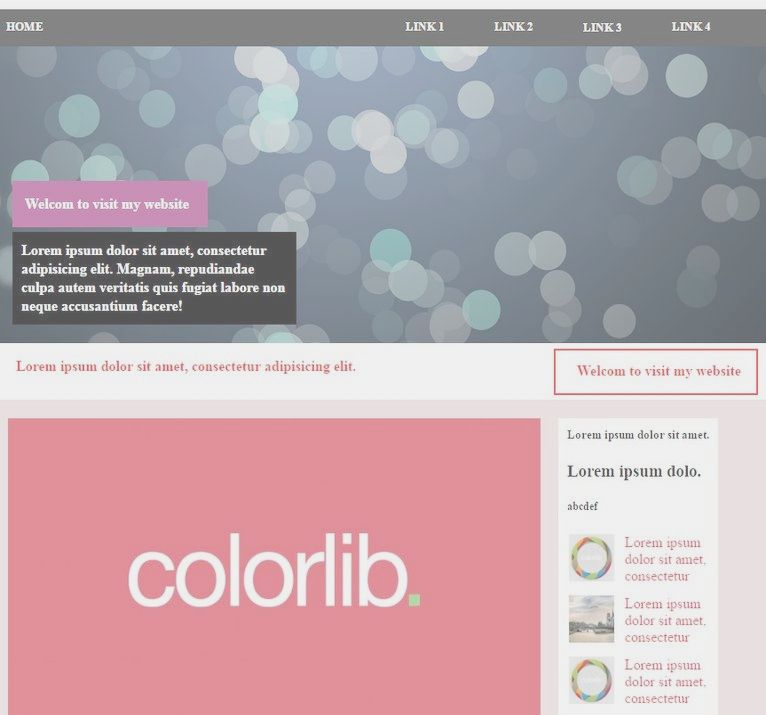 HOME LINK 1 LINK 2 LINK 3 LINK 4
Welcom to visit my website
Lorem ipsum dolor sit amet, consectetur
adipisicing elit. Magnam, repudiandae
culpa autem veritatis quis fugiat labore non
neque accusantium facere!
Lorem ipsum dolor sit amet, consectetur adipisicing elit.
Welcom to visit my website
colorlib.
Lorem ipsum dolor sit amet.
Lorem ipsum dolo.
abcdef
Lorem ipsum
dolor sit amet,
consectetur
Lorem ipsum
dolor sit amet,
consectetur
Lorem ipsum
dolor sit amet,
consectetur